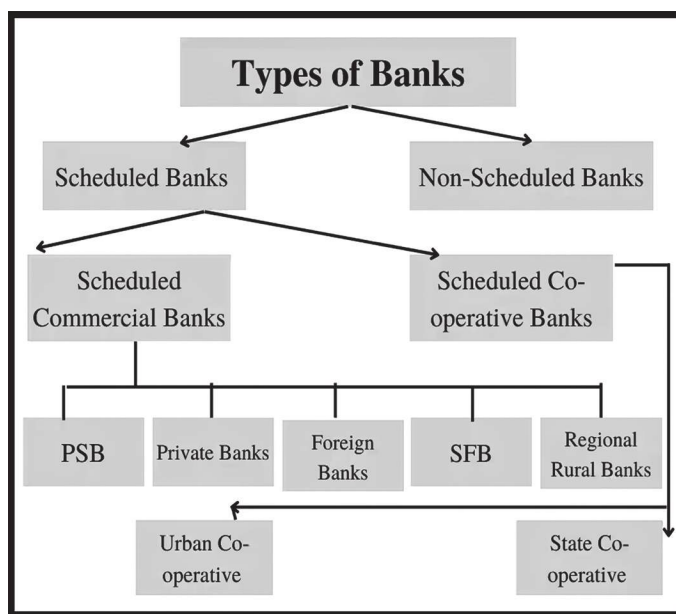 Types of Banks
Scheduled Banks
Non-Scheduled Banks
Scheduled
Commercial Banks
Scheduled Co-
operative Banks
PSB
Private Banks
Foreign
Banks
SFB
Regional
Rural Banks
Urban Co-
operative
State Co-
operative